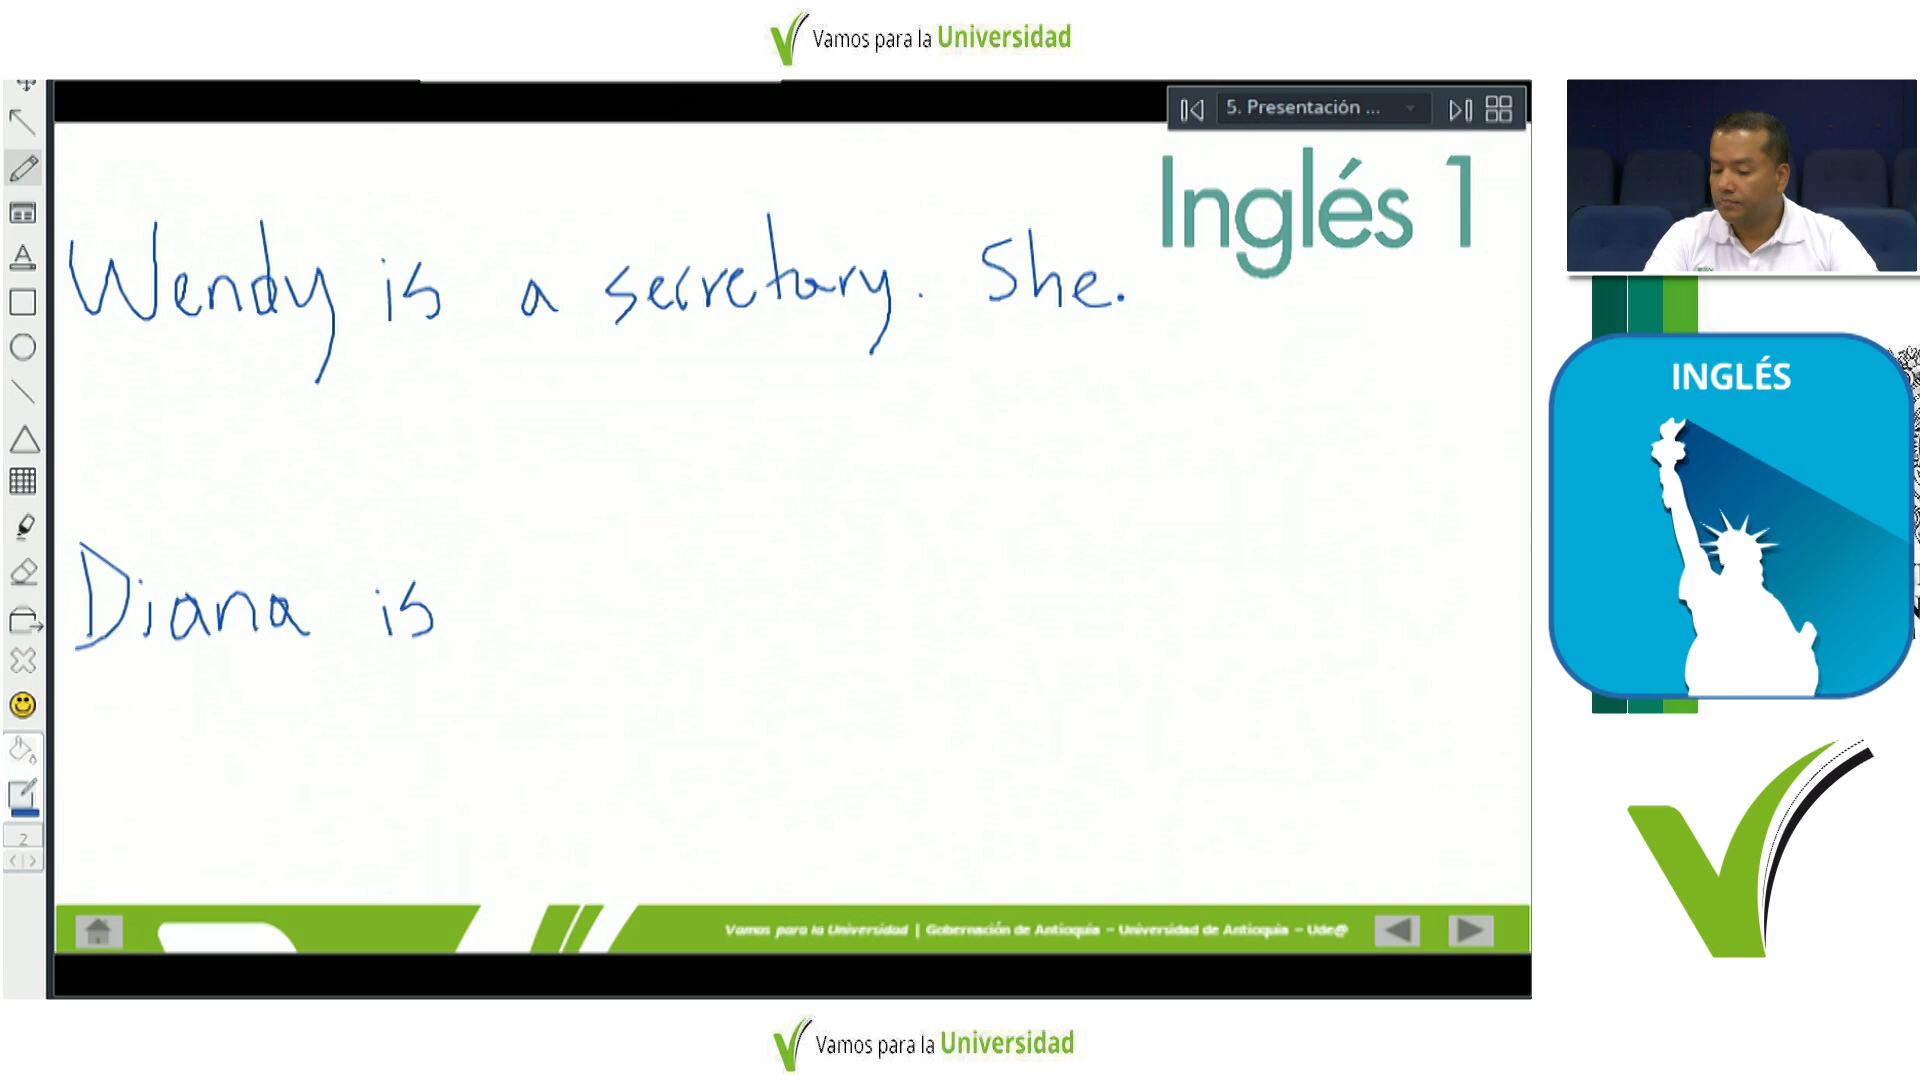 Vamos para la Universidad
5. Presentación ...
Inglés 1
Wendy is a secretary. She.
INGLÉS
Diana is
2
Vamos para la Universidad | Gobernación de Antioquia – Universidad de Antioquia – Ude@
Vamos para la Universidad